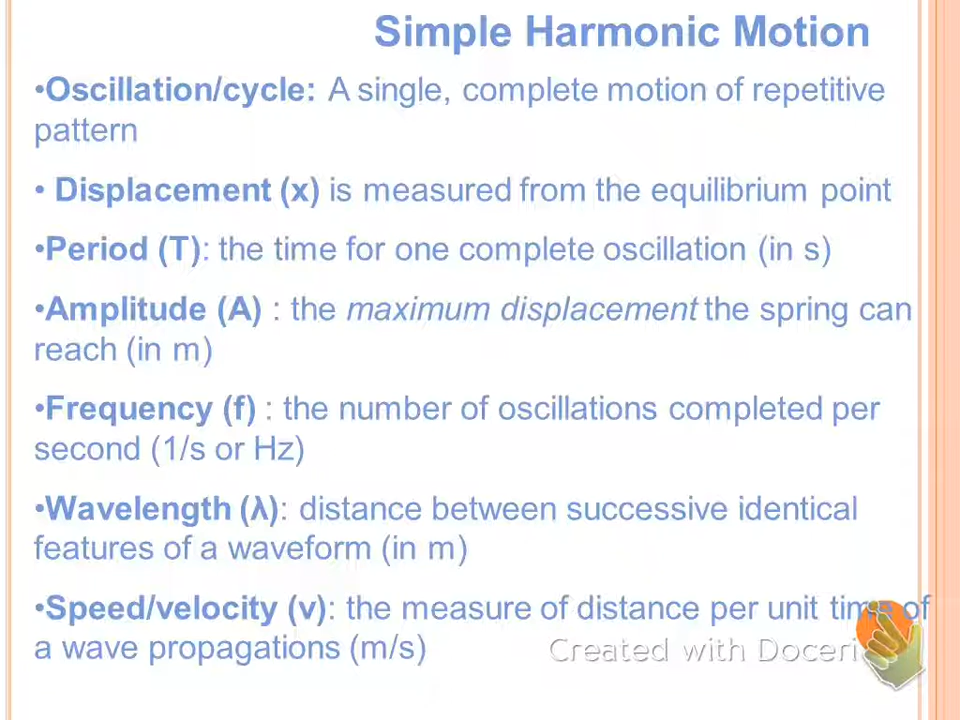 Simple Harmonic Motion
•Oscillation/cycle: A single, complete motion of repetitive
pattern
• Displacement (x) is measured from the equilibrium point
•Period (T): the time for one complete oscillation (in s)
•Amplitude (A) : the maximum displacement the spring can
reach (in m)
•Frequency (f) : the number of oscillations completed per
second (1/s or Hz)
•Wavelength (λ): distance between successive identical
features of a waveform (in m)
•Speed/velocity (v): the measure of distance per unit time of
a wave propagations (m/s)
Created with Doceri